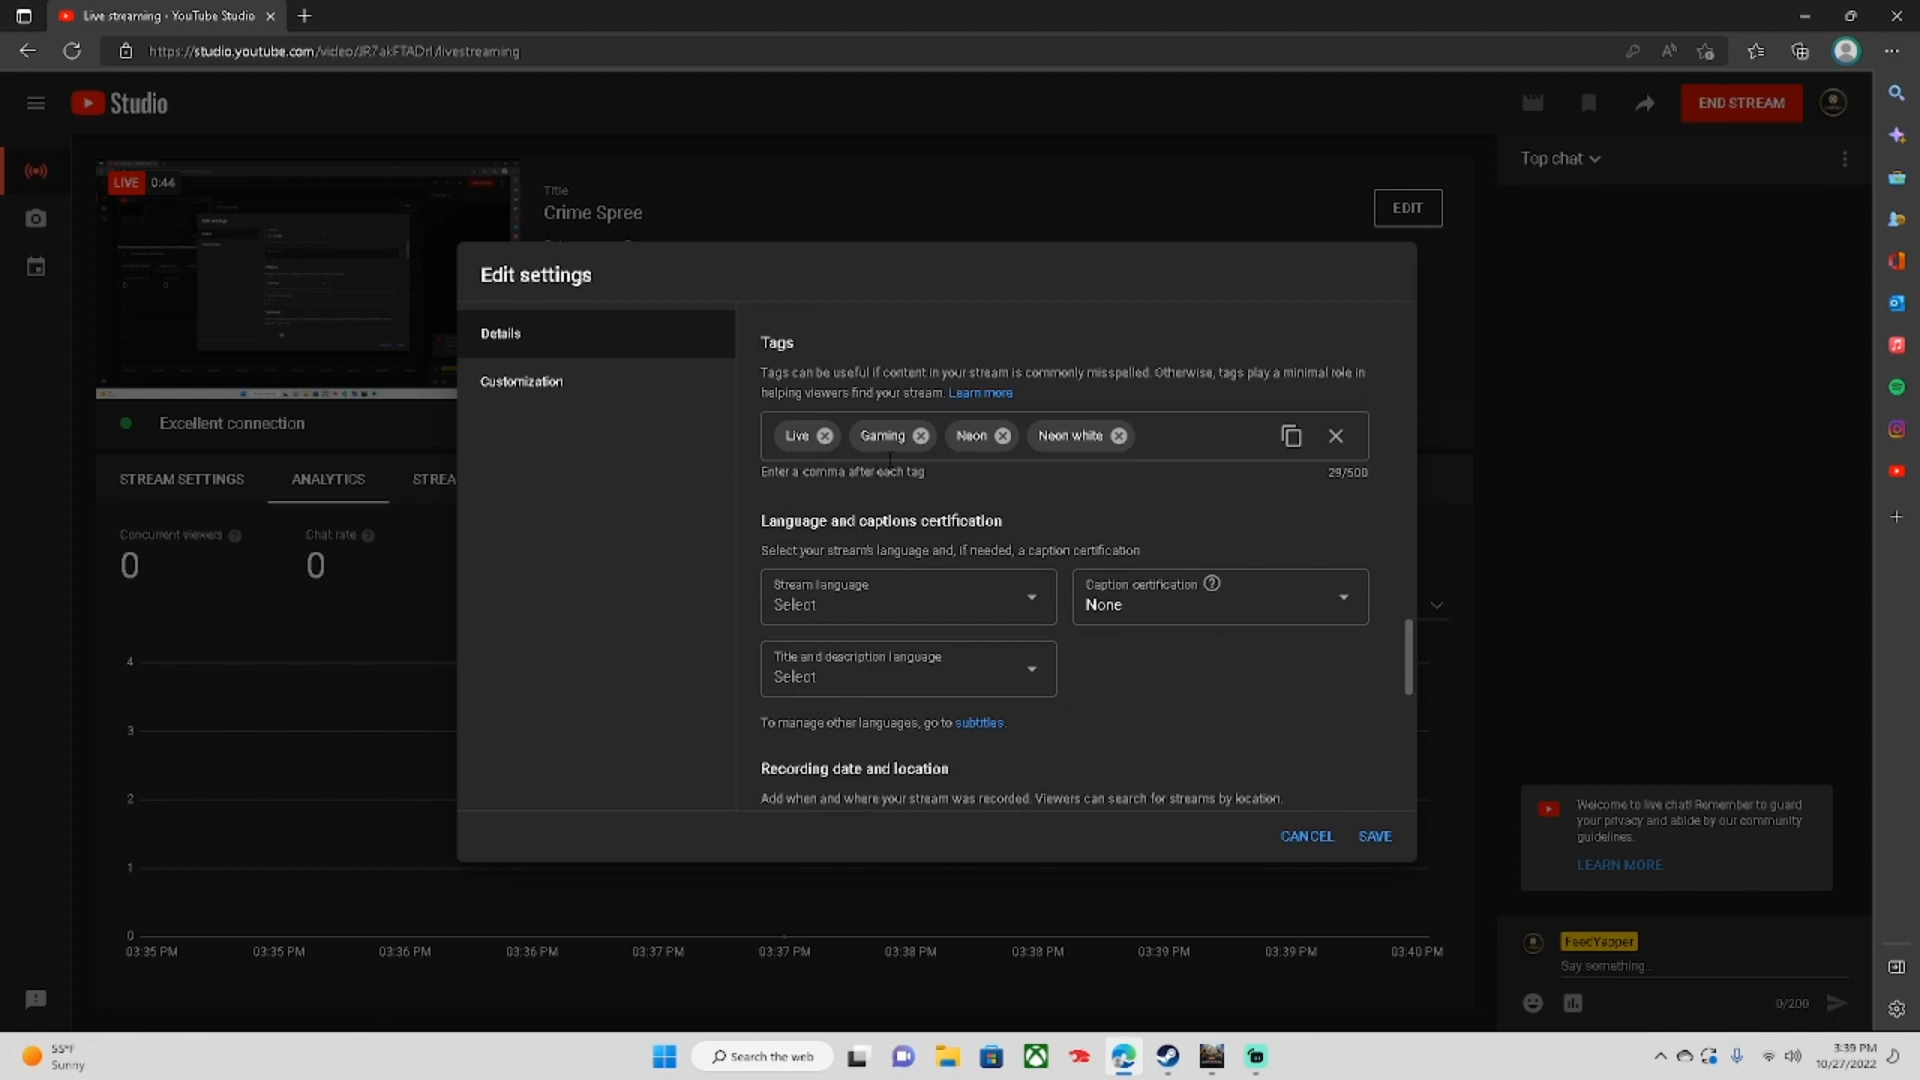 Live streaming - YouTube Studio
https://studio.youtube.com/video/
/livestreaming
Studio
END STREAM
LIVE 0:44
Title
Crime Spree
EDIT
Top chat
Edit settings
Details
Customization
Tags
Tags can be useful if content in your stream is commonly misspelled. Otherwise, tags play a minimal role in
helping viewers find your stream. Learn more
Live Gaming Neon Neon white
Enter a comma after each tag
29/500
Excellent connection
STREAM SETTINGS ANALYTICS STREA
Concurrent viewers
0
Chat rate
0
Language and captions certification
Select your stream's language and, if needed, a caption certification
Stream language
Select
Caption certification
None
Title and description language
Select
To manage other languages, go to subtitles.
Recording date and location
Add when and where your stream was recorded. Viewers can search for streams by location.
CANCEL SAVE
4
3
2
1
0
03:35 PM 03:35 PM 03:36 PM 03:36 PM 03:37 PM 03:37 PM 03:38 PM 03:38 PM 03:39 PM 03:39 PM 03:40 PM
Welcome to live chat! Remember to guard
your privacy and abide by our community
guidelines.
LEARN MORE
FeedYapper
Say something...
0/200
55°F
Sunny
Search the web
3:39 PM
10/27/2022